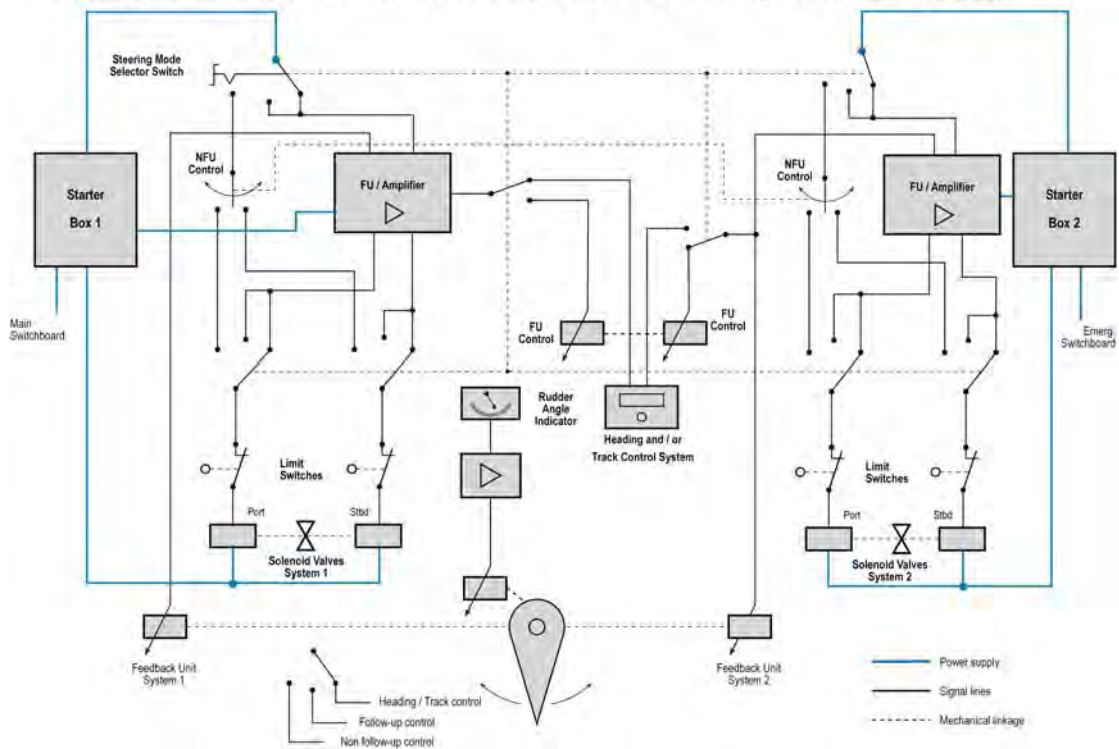 Steering Mode
Selector Switch
NFU
Control
FU / Amplifier
Starter
Box 1
Main
Switchboard
NFU
Control
FU / Amplifier
Starter
Box 2
Emerg.
Switchboard
FU
Control
FU
Control
Rudder
Angle
Indicator
Heading and / or
Track Control System
Limit
Switches
Port
Stbd
Solenoid Valves
System 1
Limit
Switches
Port
Stbd
Solenoid Valves
System 2
Feedback Unit
System 1
Feedback Unit
System 2
Heading / Track control
Follow-up control
Non follow-up control
Power supply
Signal lines
Mechanical linkage